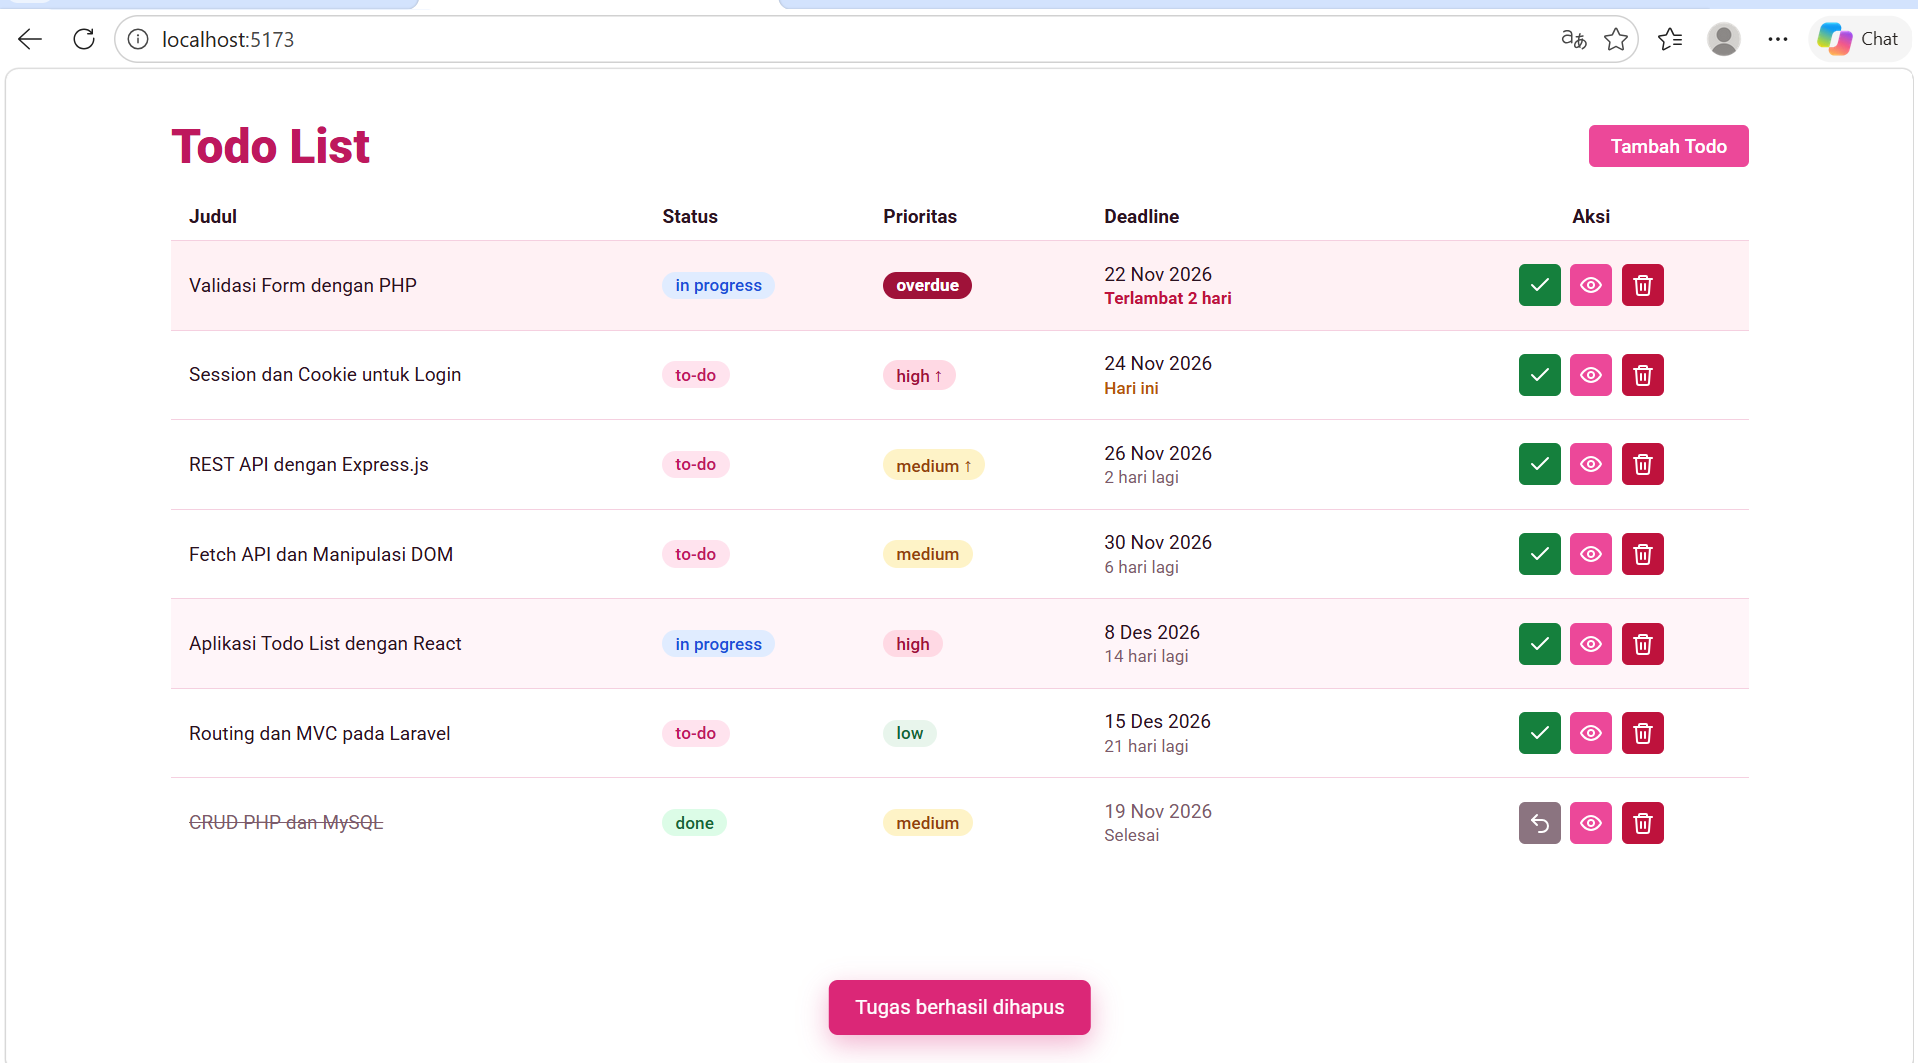 localhost:5173
Chat
Todo List
Tambah Todo
Judul Status Prioritas Deadline Aksi
Validasi Form dengan PHP in progress overdue 22 Nov 2026
Terlambat 2 hari
Session dan Cookie untuk Login to-do high ↑ 24 Nov 2026
Hari ini
REST API dengan Express.js to-do medium ↑ 26 Nov 2026
2 hari lagi
Fetch API dan Manipulasi DOM to-do medium 30 Nov 2026
6 hari lagi
Aplikasi Todo List dengan React in progress high 8 Des 2026
14 hari lagi
Routing dan MVC pada Laravel to-do low 15 Des 2026
21 hari lagi
CRUD PHP dan MySQL done medium 19 Nov 2026
Selesai
Tugas berhasil dihapus